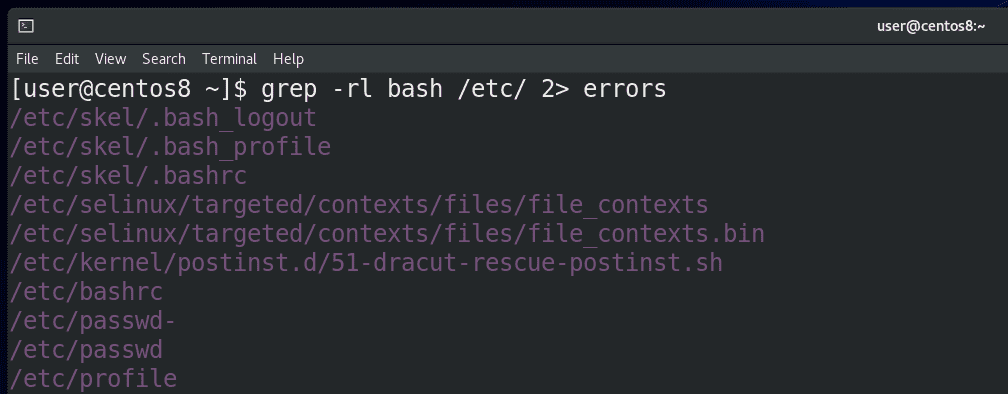 user@centos8:~
File Edit View Search Terminal Help
[user@centos8 ~]$ grep -rl bash /etc/ 2> errors
/etc/skel/.bash_logout
/etc/skel/.bash_profile
/etc/skel/.bashrc
/etc/selinux/targeted/contexts/files/file_contexts
/etc/selinux/targeted/contexts/files/file_contexts.bin
/etc/kernel/postinst.d/51-dracut-rescue-postinst.sh
/etc/bashrc
/etc/passwd-
/etc/passwd
/etc/profile